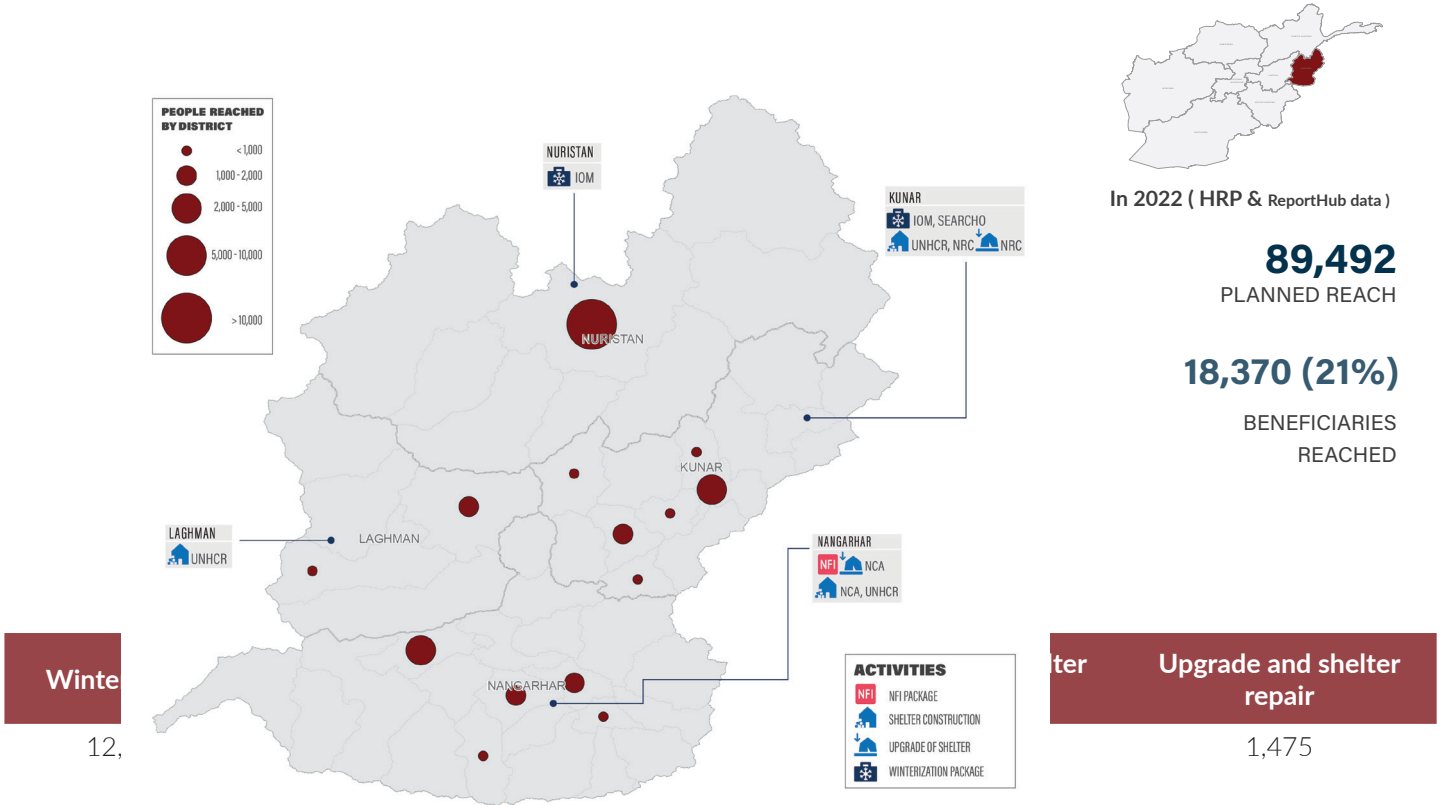 PEOPLE REACHED
BY DISTRICT
< 1,000
1,000 - 2,000
2,000 - 5,000
5,000 - 10,000
> 10,000
NURISTAN
IOM
KUNAR
IOM, SEARCHO
UNHCR, NRC NRC
In 2022 ( HRP & ReportHub data )
89,492
PLANNED REACH
18,370 (21%)
BENEFICIARIES
REACHED
NURISTAN
KUNAR
LAGHMAN
UNHCR
LAGHMAN
NANGARHAR
NFI NCA
NCA, UNHCR
NANGARHAR
ACTIVITIES
NFI NFI PACKAGE
SHELTER CONSTRUCTION
UPGRADE OF SHELTER
WINTERIZATION PACKAGE
Winte
12,
lter
Upgrade and shelter
repair
1,475